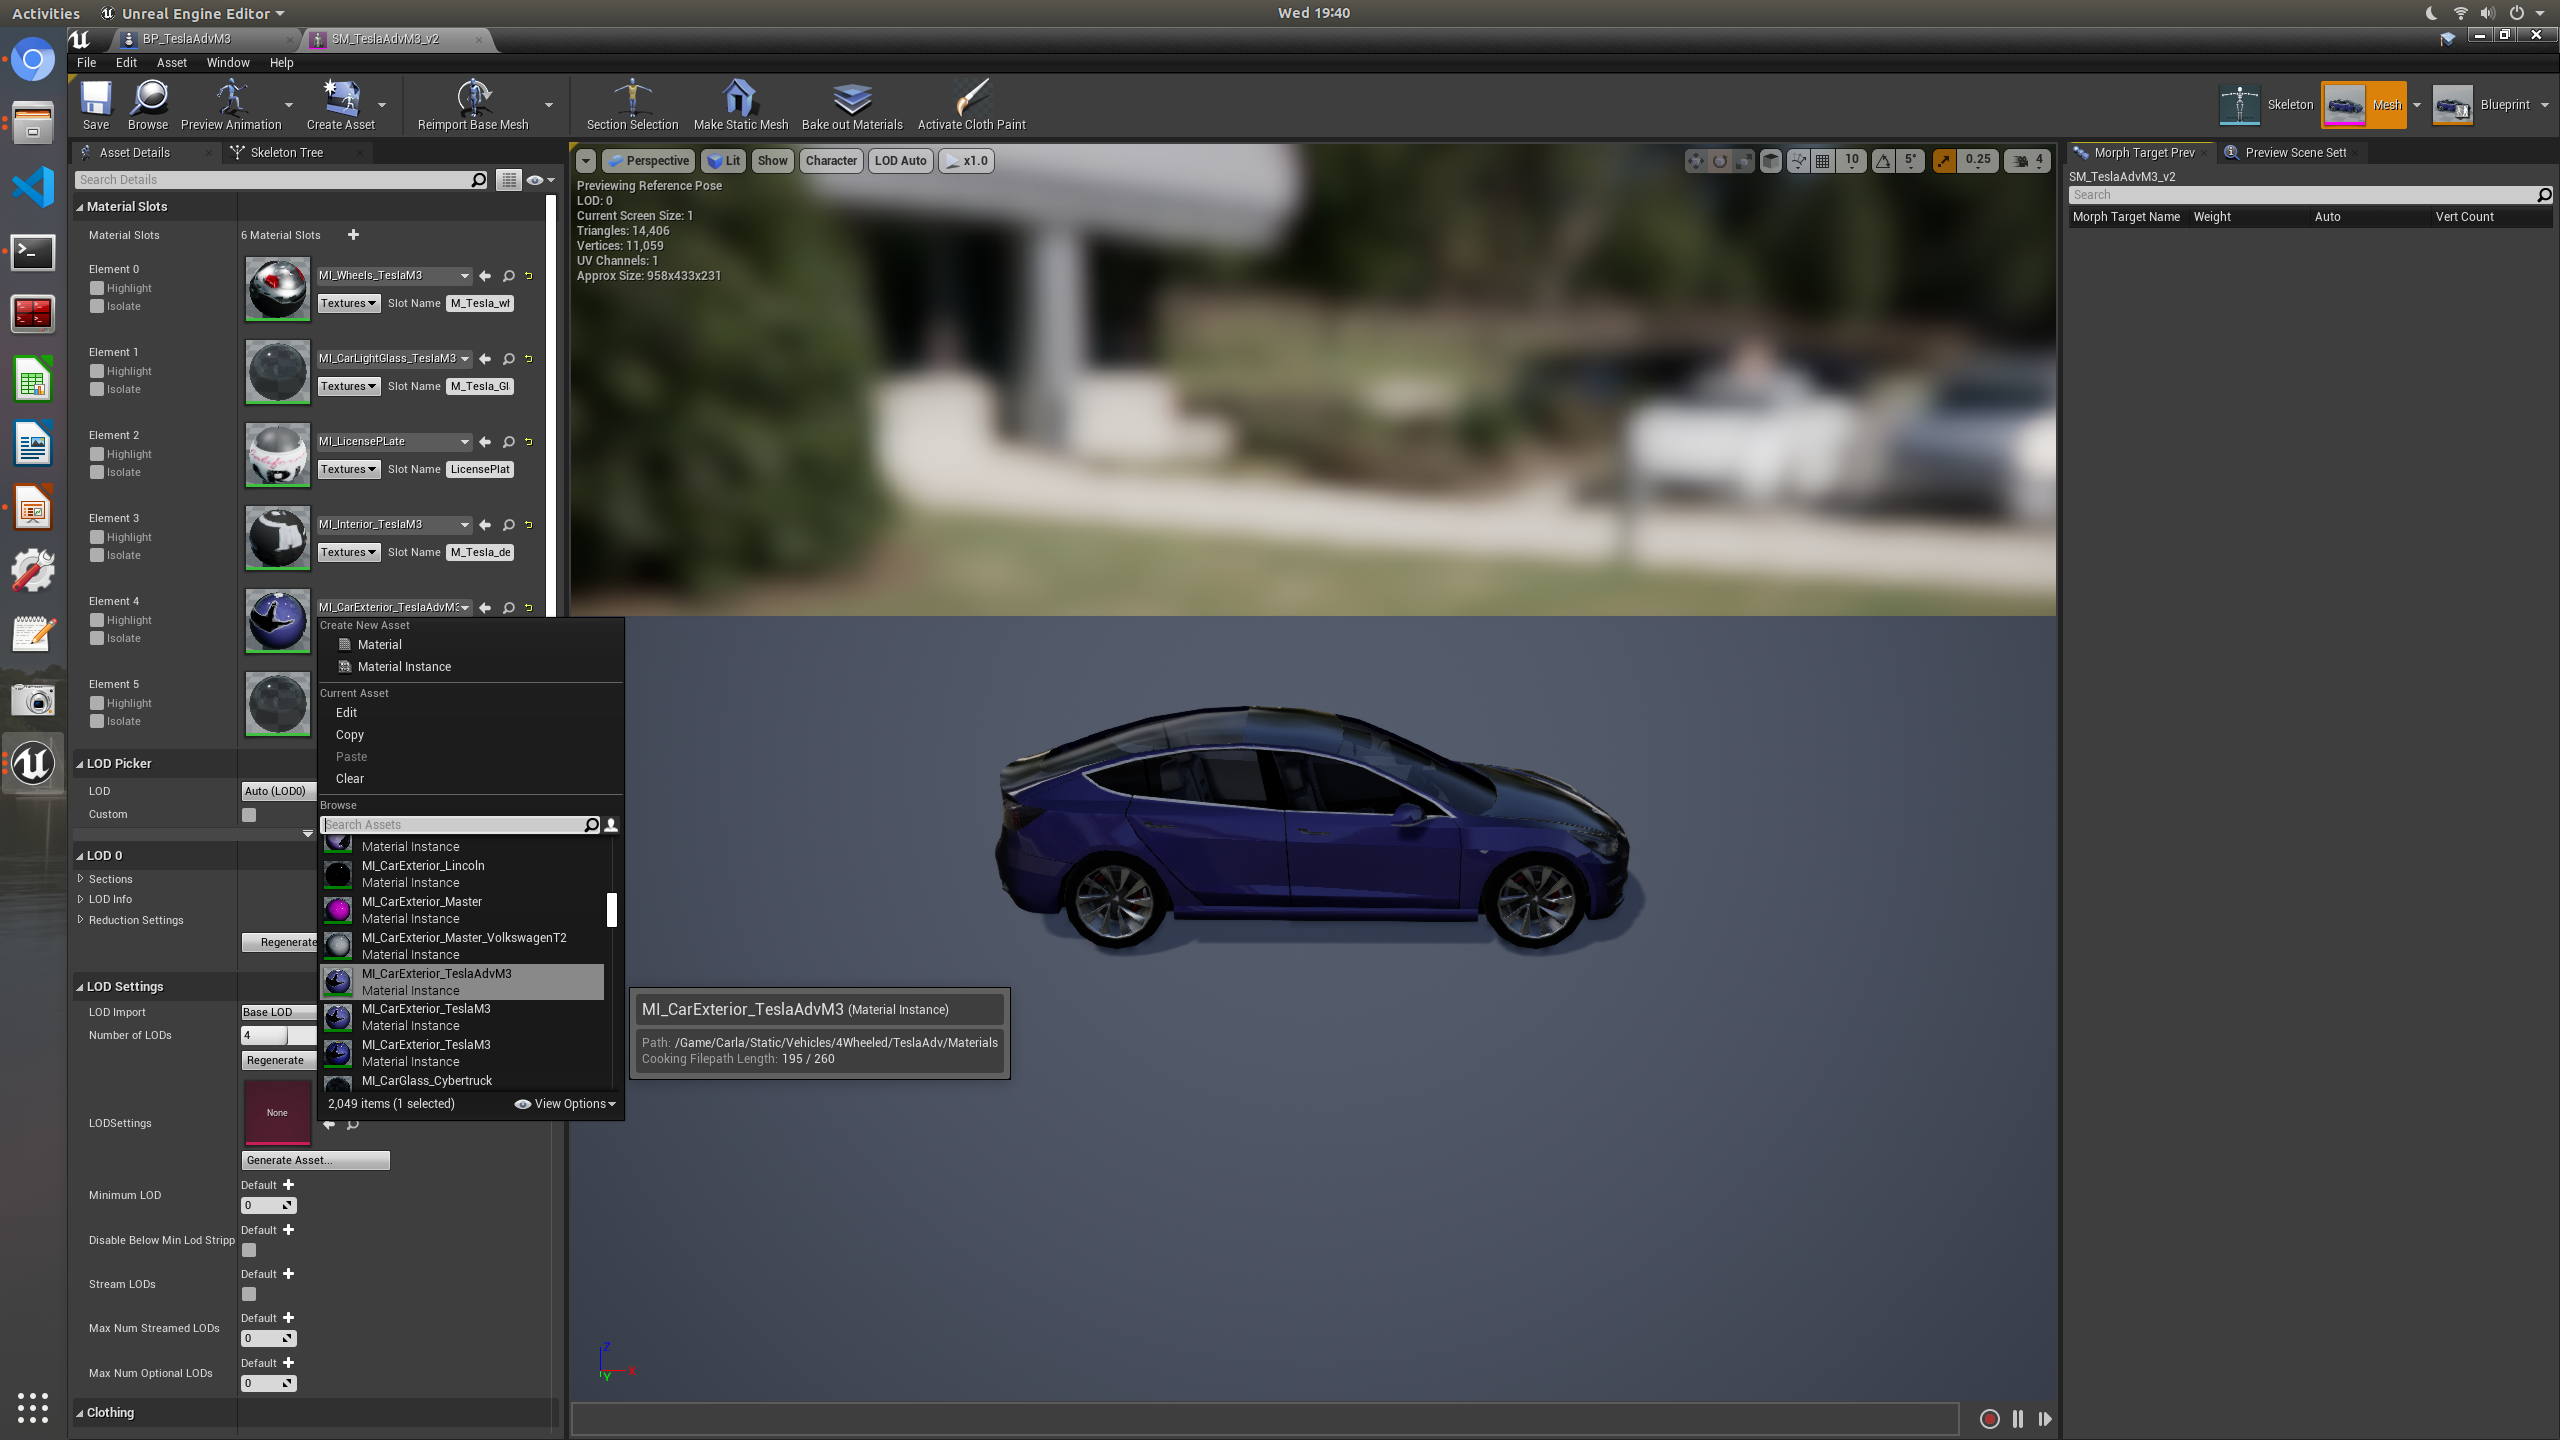 Activities
Unreal Engine Editor
Wed 19:40
BP_TeslaAdvM3
SM_TeslaAdvM3_v2
File Edit Asset Window Help
Save
Browse
Preview Animation
Create Asset
Reimport Base Mesh
Section Selection
Make Static Mesh
Bake out Materials
Activate Cloth Paint
Skeleton
Mesh
Blueprint
Asset Details
Skeleton Tree
Search Details
Material Slots
Material Slots
6 Material Slots
Element 0
Highlight
Isolate
MI_Wheels_TeslaM3
Textures
Slot Name
M_Tesla_wh
Element 1
Highlight
Isolate
MI_CarLightGlass_TeslaM3
Textures
Slot Name
M_Tesla_Gl
Element 2
Highlight
Isolate
MI_LicensePLate
Textures
Slot Name
LicensePlat
Element 3
Highlight
Isolate
MI_Interior_TeslaM3
Textures
Slot Name
M_Tesla_de
Element 4
Highlight
Isolate
MI_CarExterior_TeslaAdvM3
Element 5
Highlight
Isolate
Create New Asset
Material
Material Instance
Current Asset
Edit
Copy
Paste
Clear
Browse
Search Assets
Material Instance
MI_CarExterior_Lincoln
Material Instance
MI_CarExterior_Master
Material Instance
MI_CarExterior_Master_VolkswagenT2
Material Instance
MI_CarExterior_TeslaAdvM3
Material Instance
MI_CarExterior_TeslaM3
Material Instance
MI_CarExterior_TeslaM3
Material Instance
MI_CarGlass_Cybertruck
2,049 items (1 selected)
View Options
MI_CarExterior_TeslaAdvM3 (Material Instance)
Path: /Game/Carla/Static/Vehicles/4Wheeled/TeslaAdv/Materials
Cooking Filepath Length: 195 / 260
LOD Picker
LOD
Auto (LOD0)
Custom
LOD 0
Sections
LOD Info
Reduction Settings
Regenerate
LOD Settings
LOD Import
Base LOD
Number of LODs
4
Regenerate
None
LODSettings
Generate Asset...
Minimum LOD
Default
0
Disable Below Min Lod Stripp
Default
Stream LODs
Default
Max Num Streamed LODs
Default
0
Max Num Optional LODs
Default
0
Clothing
Perspective
Lit
Show
Character
LOD Auto
x1.0
10
5°
0.25
4
Previewing Reference Pose
LOD: 0
Current Screen Size: 1
Triangles: 14,406
Vertices: 11,059
UV Channels: 1
Approx Size: 958x433x231
Z
X
Y
Morph Target Prev
Preview Scene Sett
SM_TeslaAdvM3_v2
Search
Morph Target Name
Weight
Auto
Vert Count